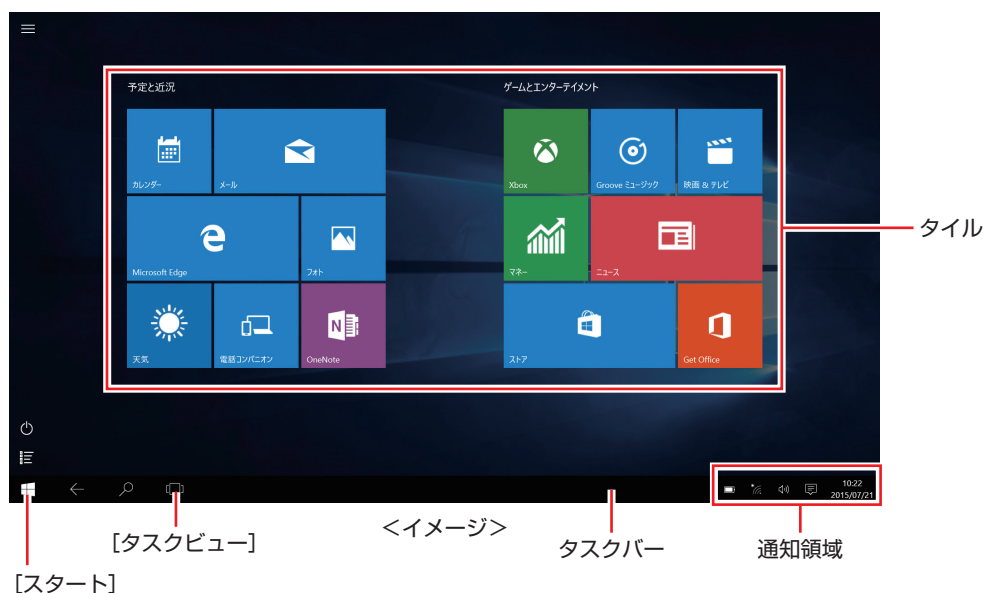 予定と近況
ゲームとエンターテイメント
カレンダー
メール
Xbox
Groove ミュージック
映画 & テレビ
タイル
Microsoft Edge
フォト
マネー
ニュース
天気
電話コンパニオン
N
OneNote
ストア
Get Office
10:22
2015/07/21
[タスクビュー]
＜イメージ＞
タスクバー
通知領域
[スタート]